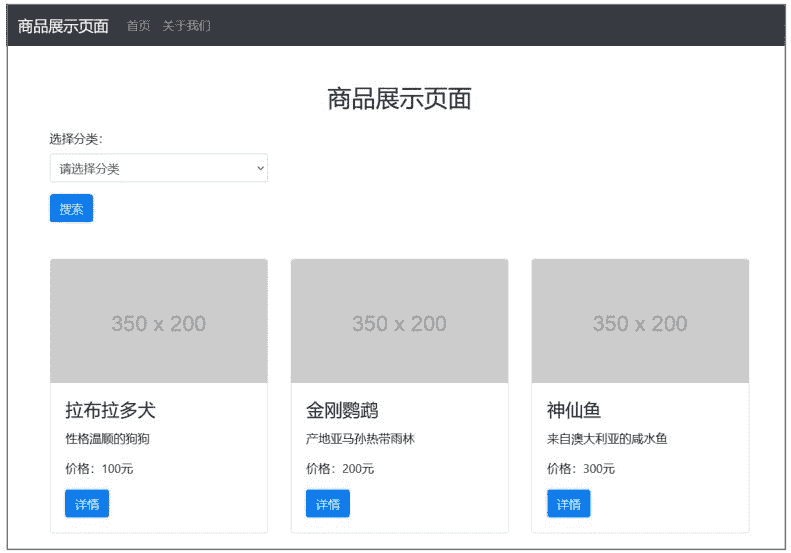 商品展示页面 首页 关于我们
商品展示页面
选择分类：
请选择分类
搜索
350 x 200 350 x 200 350 x 200
拉布拉多犬 金刚鹦鹉 神仙鱼
性格温顺的狗狗 产地亚马孙热带雨林 来自澳大利亚的咸水鱼
价格：100元 价格：200元 价格：300元
详情 详情 详情